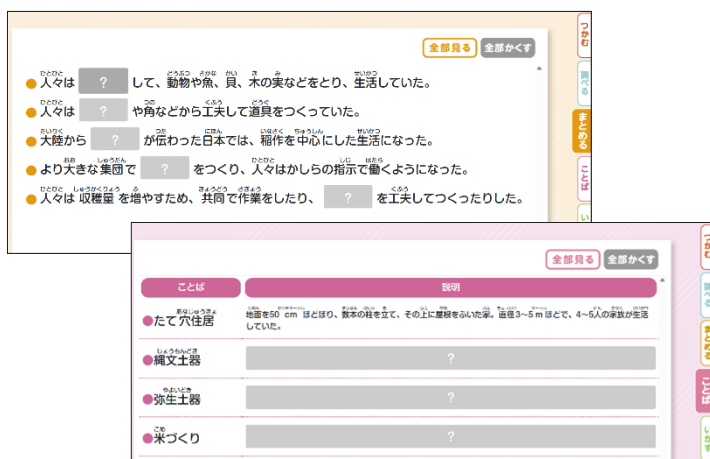 全部見る 全部かくす
●人々は ? して、動物や魚、貝、木の実などをとり、生活していた。
●人々は ? や角などから工夫して道具をつくっていた。
●大陸から ? が伝わった日本では、稲作を中心にした生活になった。
●より大きな集団で ? をつくり、人々はかしらの指示で働くようになった。
●人々は 収穫量 を増やすため、共同で作業をしたり、 ? を工夫してつくったりした。
つかむ
調べる
まとめる
ことば
い
全部見る 全部かくす
ことば 説明
●たて穴住居 地面を50 cm ほどほり、数本の柱を立て、その上に屋根をふいた家。直径3〜5 m ほどで、4〜5人の家族が生活
していた。
●縄文土器 ?
●弥生土器 ?
●米づくり ?
つかむ
調べる
まとめる
ことば
いかす